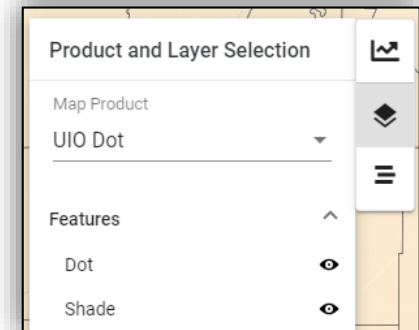 Product and Layer Selection
Map Product
UIO Dot
Features
Dot
Shade